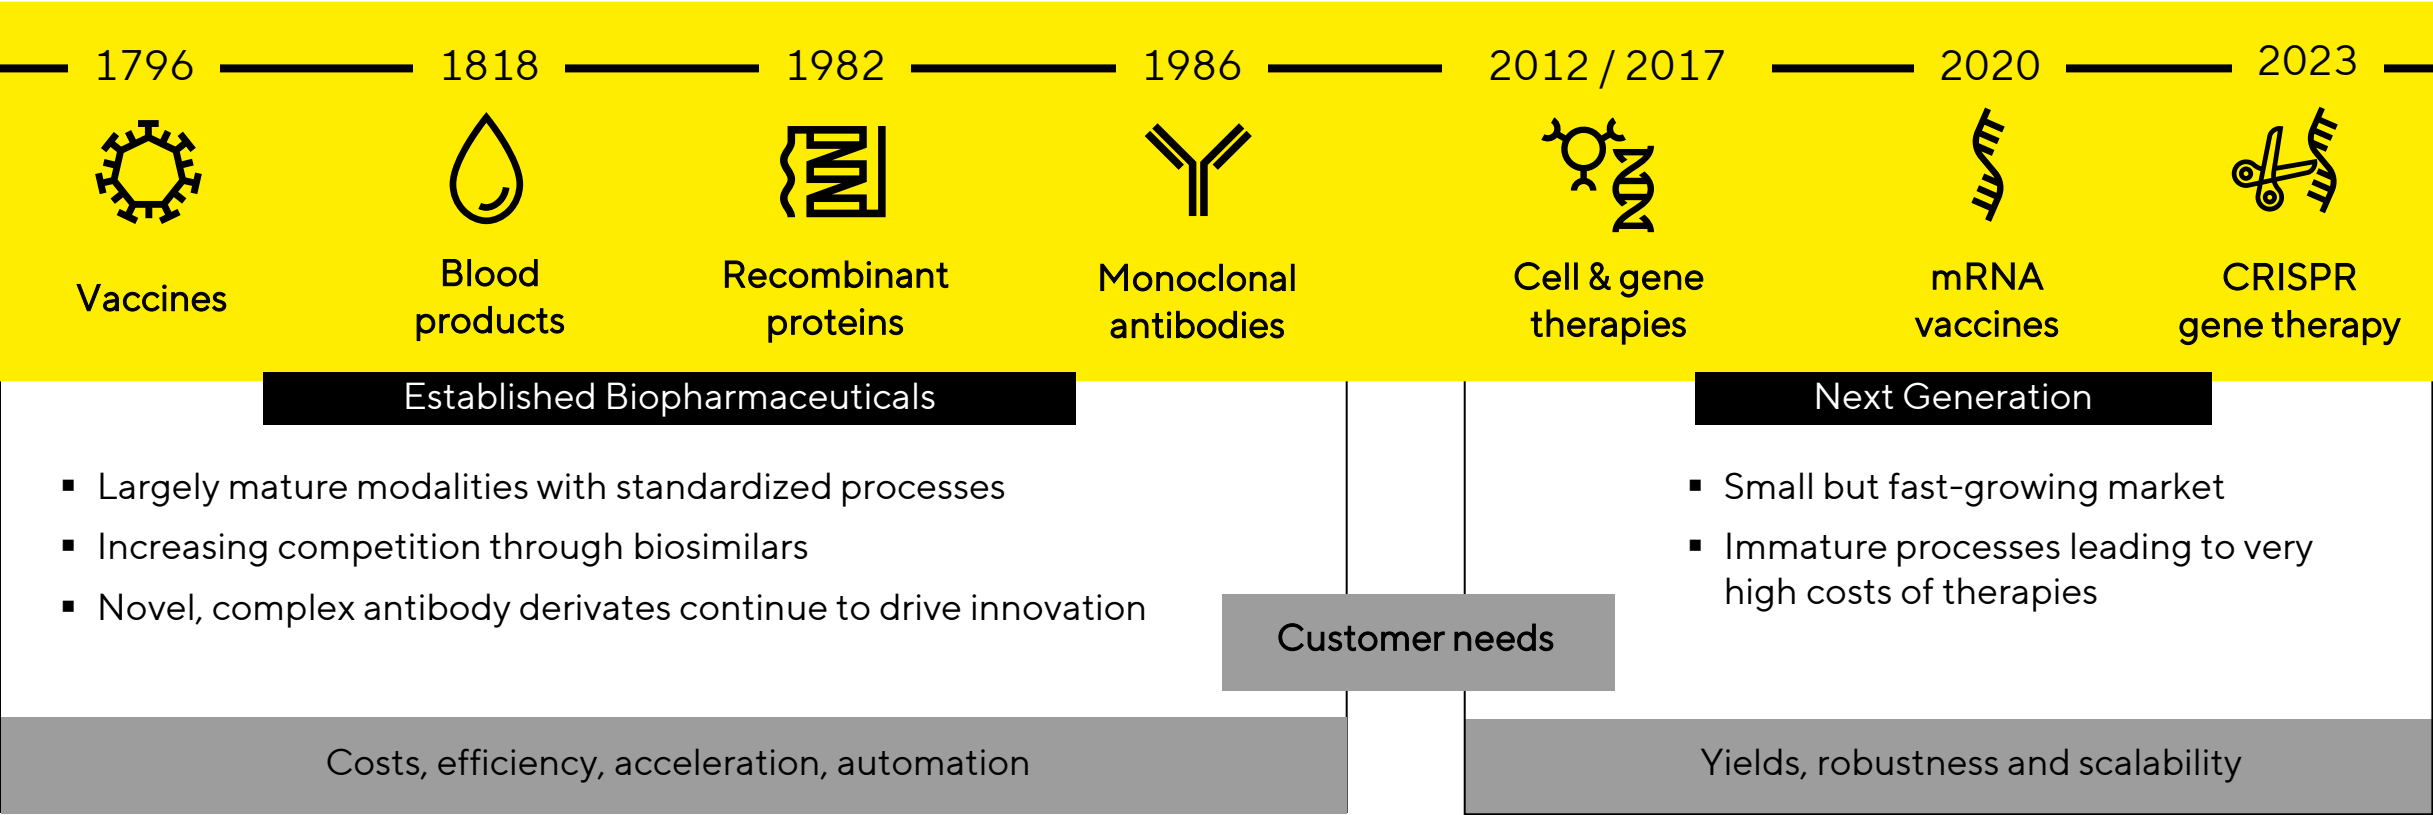 1796
1818
1982
1986
2012 / 2017
2020
2023
Vaccines
Blood
products
Recombinant
proteins
Monoclonal
antibodies
Cell & gene
therapies
mRNA
vaccines
CRISPR
gene therapy
Established Biopharmaceuticals
▪ Largely mature modalities with standardized processes
▪ Increasing competition through biosimilars
▪ Novel, complex antibody derivates continue to drive innovation
Next Generation
▪ Small but fast-growing market
▪ Immature processes leading to very
high costs of therapies
Customer needs
Costs, efficiency, acceleration, automation
Yields, robustness and scalability